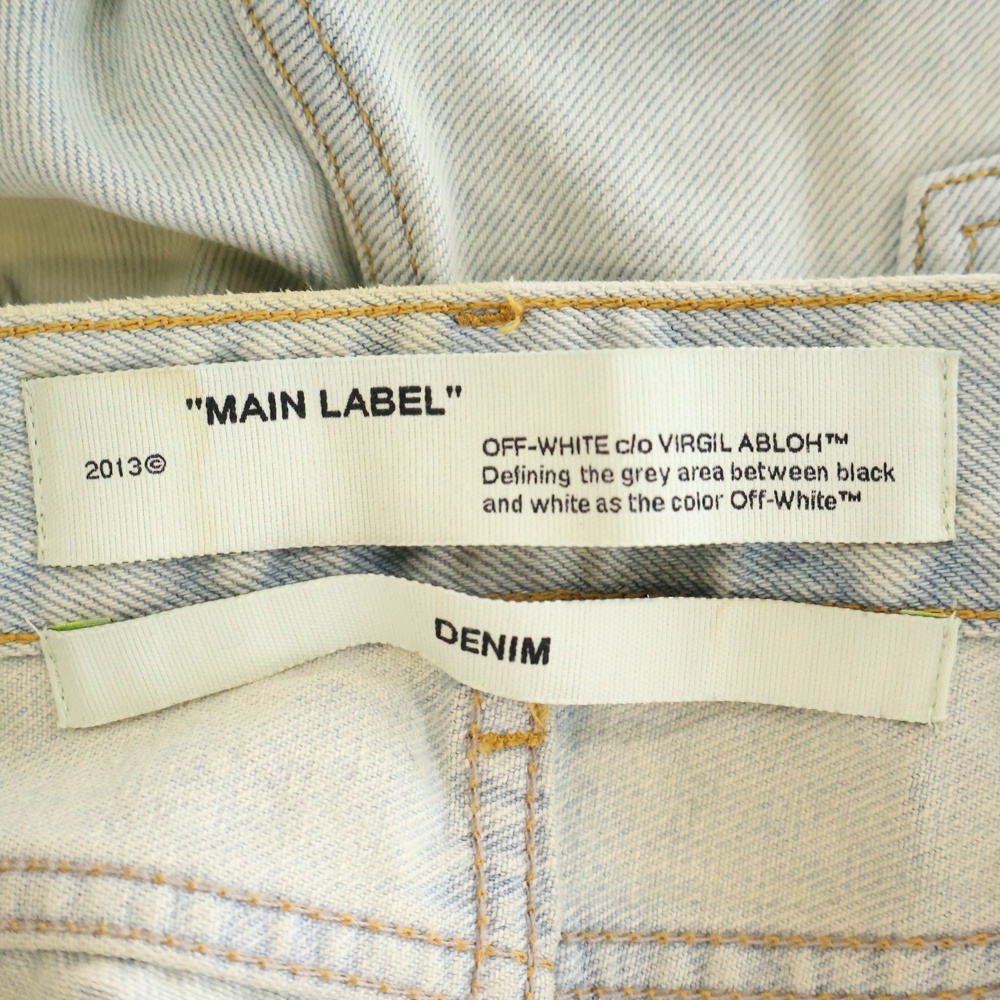 "MAIN LABEL"
2013©
OFF-WHITE c/o VIRGIL ABLOH™
Defining the grey area between black
and white as the color Off-White™
DENIM